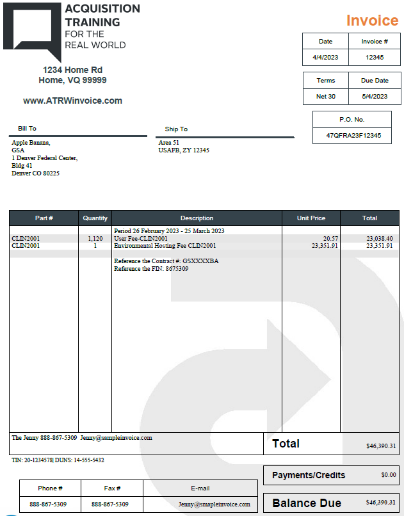 ACQUISITION
TRAINING
FOR THE
REAL WORLD
1234 Home Rd
Home, VQ 99999
www.ATRWinvoice.com
Invoice
Date Invoice #
4/4/2023 12345
Terms Due Date
Net 30 5/4/2023
P.O. No.
47QFRA23F12345
Bill To
Apple Banana,
GSA
1 Denver Federal Center,
Bldg 41
Denver CO 80225
Ship To
Area 51
USAFB, ZY 12345
Part # Quantity Description Unit Price Total
Period 26 February 2023 - 25 March 2023
CLIN2001 1,120 User Fee-CLIN2001 20.57 23,038.40
CLIN2001 1 Environmental Hosting Fee CLIN2001 23,351.91 23,351.91
Reference the Contract #: GSXXXXBA
Reference the FIN: 8675309
The Jenny 888-867-5309 Jenny@sampleinvoice.com
Total $46,390.31
TIN: 20-1234578| DUNS: 14-555-5432
Payments/Credits $0.00
Phone # Fax # E-mail
888-867-5309 888-867-5309 Jenny@smapleinvoice.com
Balance Due $46,390.31